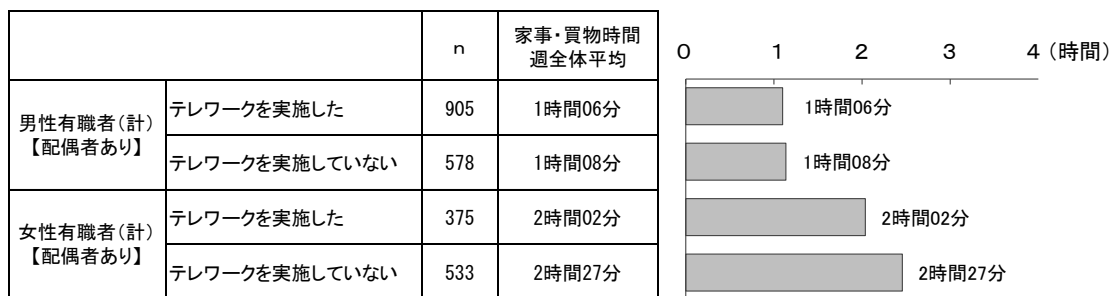 n
家事・買物時間
週全体平均
男性有職者(計)
【配偶者あり】
テレワークを実施した 905 1時間06分
テレワークを実施していない 578 1時間08分
女性有職者(計)
【配偶者あり】
テレワークを実施した 375 2時間02分
テレワークを実施していない 533 2時間27分
0 1 2 3 4 (時間)
1時間06分
1時間08分
2時間02分
2時間27分